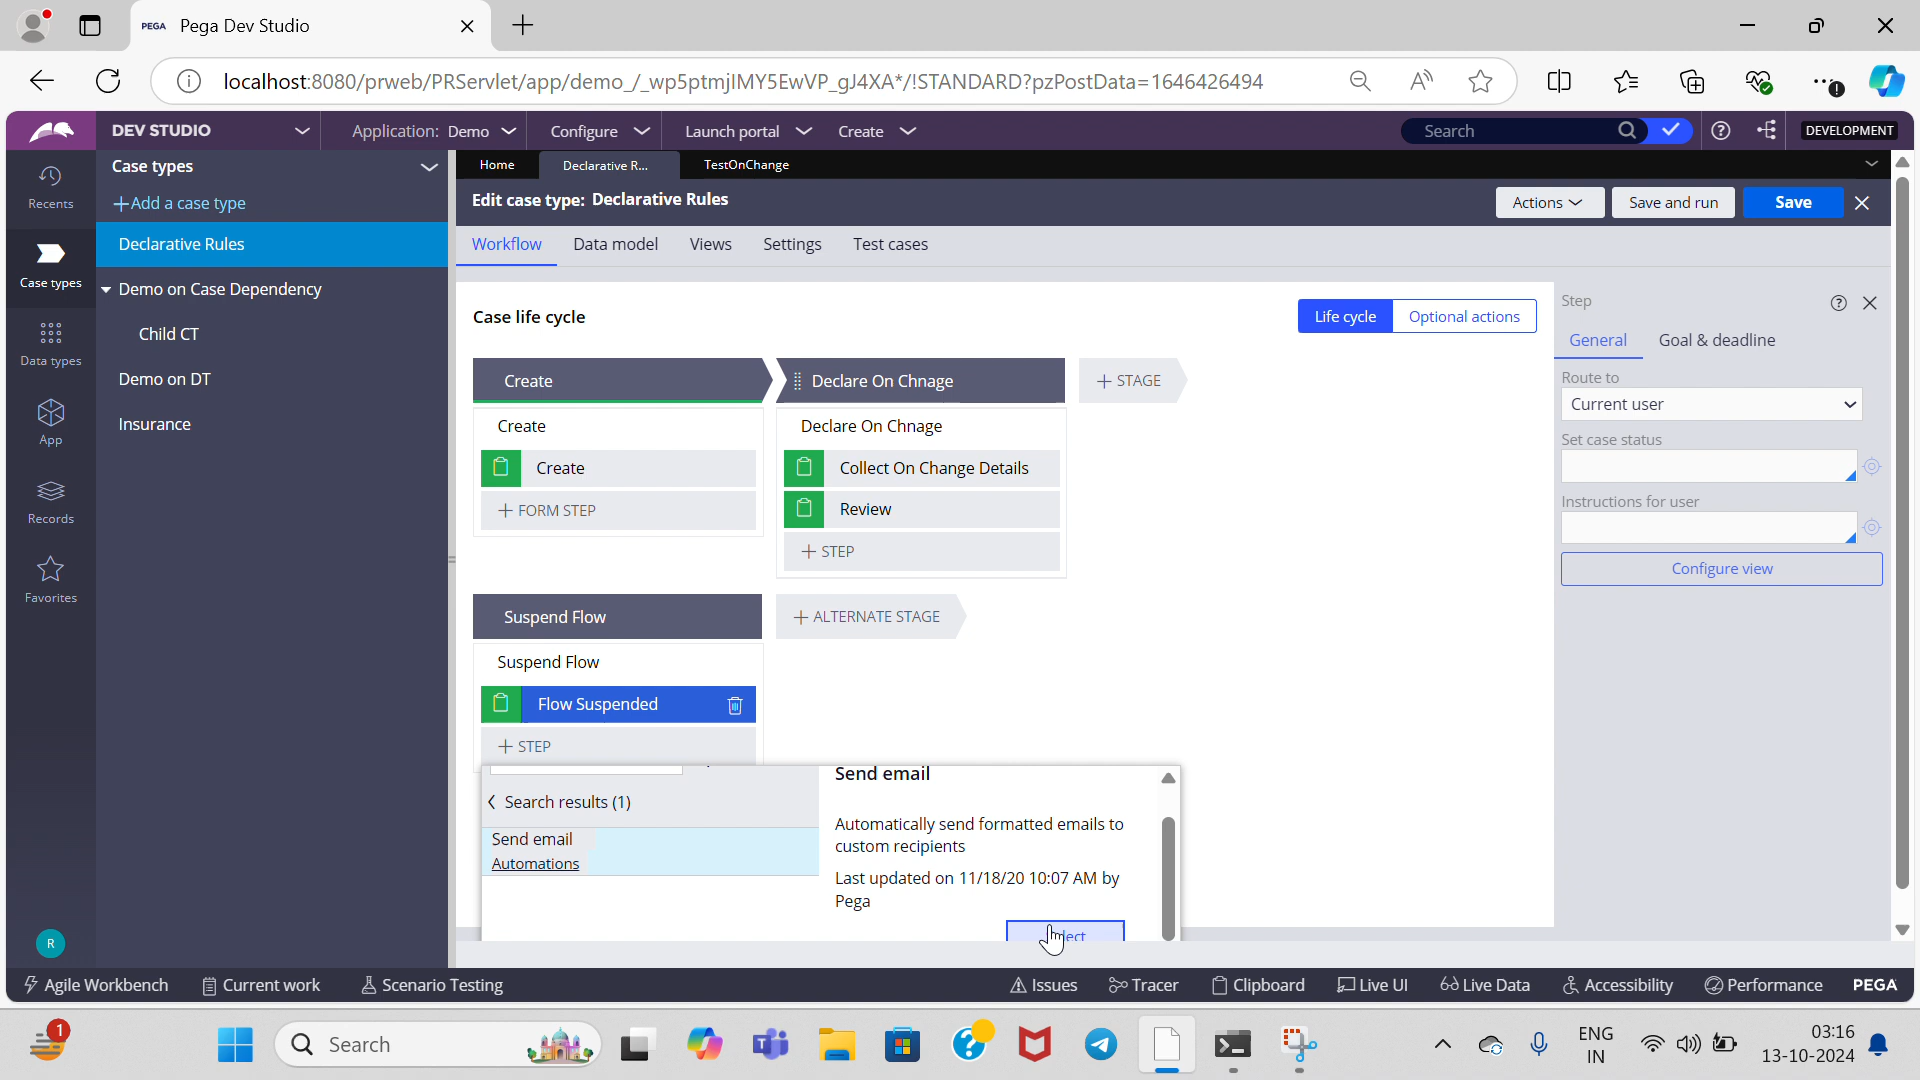 PEGA Pega Dev Studio
localhost:8080/prweb/PRServlet/app/demo_/_wp5ptmjIMY5EwVP_gJ4XA*/!STANDARD?pzPostData=1646426494
DEV STUDIO Application: Demo Configure Launch portal Create Search DEVELOPMENT
Recents
Case types
Data types
App
Records
Favorites
R
Case types
+Add a case type
Declarative Rules
Demo on Case Dependency
Child CT
Demo on DT
Insurance
Home Declarative R... TestOnChange
Edit case type: Declarative Rules Actions Save and run Save
Workflow Data model Views Settings Test cases
Case life cycle Life cycle Optional actions
Create Declare On Chnage + STAGE
Create Declare On Chnage
Create Collect On Change Details
+ FORM STEP Review
+ STEP
Suspend Flow + ALTERNATE STAGE
Suspend Flow
Flow Suspended
+ STEP
Search results (1)
Send email
Automations
Send email
Automatically send formatted emails to
custom recipients
Last updated on 11/18/20 10:07 AM by
Pega
Step
General Goal & deadline
Route to
Current user
Set case status
Instructions for user
Configure view
Agile Workbench Current work Scenario Testing Issues Tracer Clipboard Live UI Live Data Accessibility Performance PEGA
1 Search ENG
IN
03:16
13-10-2024